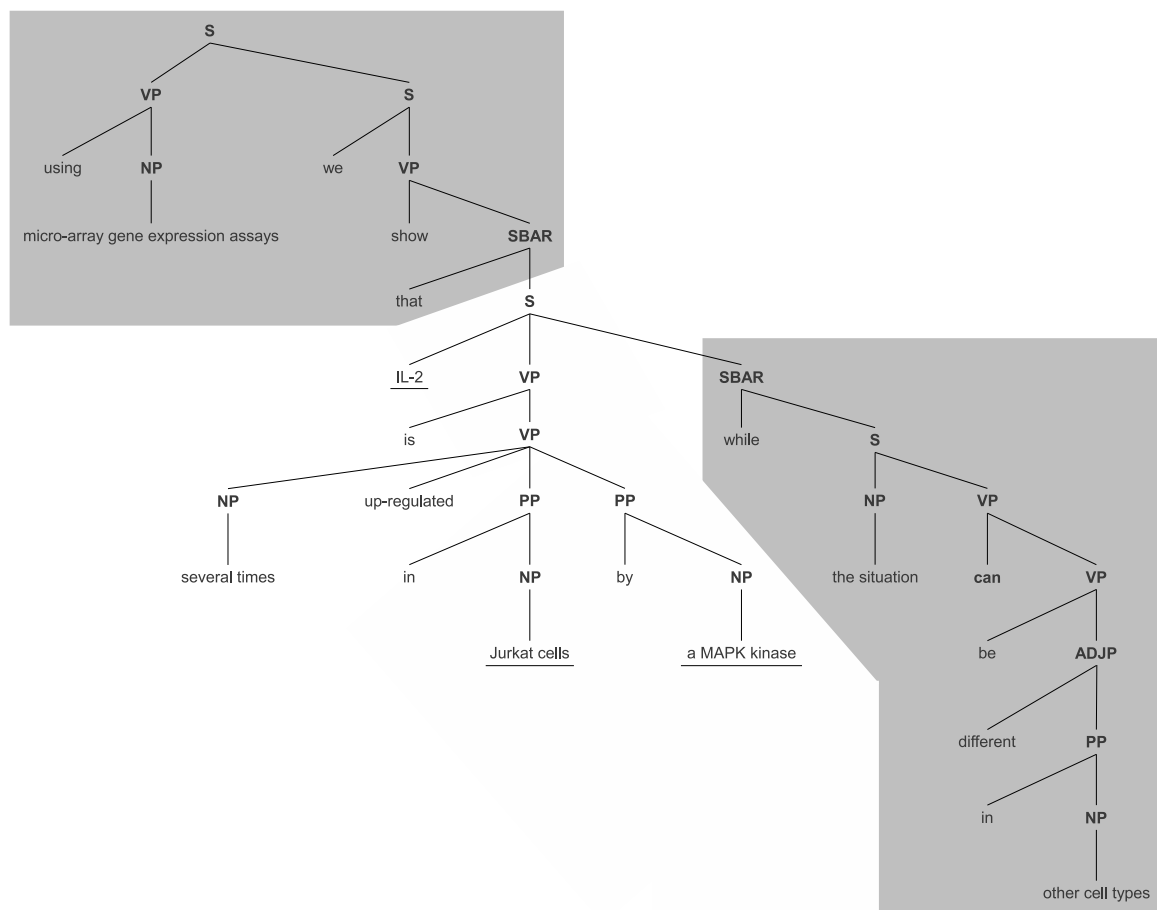 S
VP S
using NP we VP
micro-array gene expression assays show SBAR
that S
IL-2 VP SBAR
is VP while S
NP up-regulated PP PP NP VP
several times in NP by NP the situation can VP
Jurkat cells a MAPK kinase be ADJP
different PP
in NP
other cell types